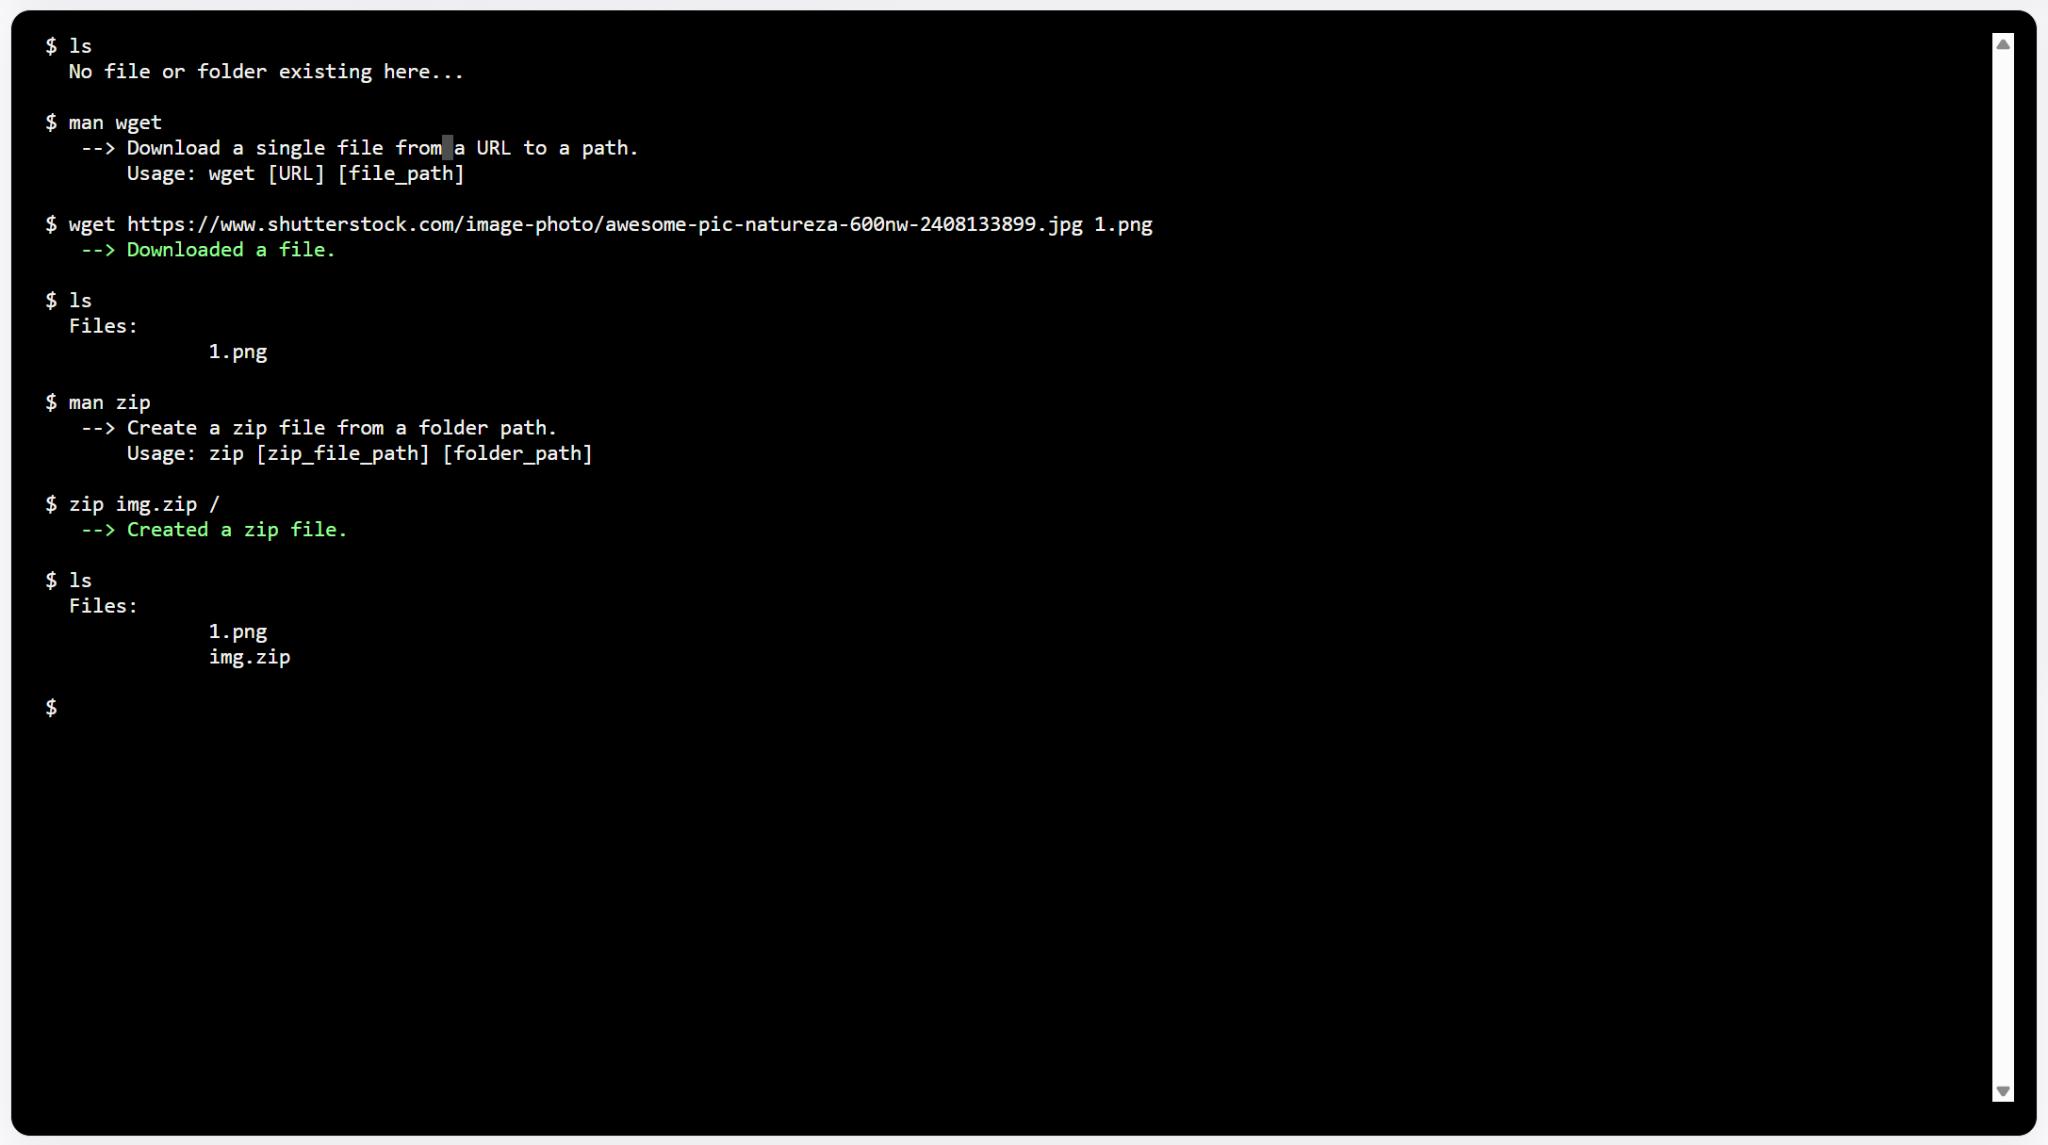 $ ls
No file or folder existing here...
$ man wget
--> Download a single file from a URL to a path.
Usage: wget [URL] [file_path]
$ wget https://www.shutterstock.com/image-photo/awesome-pic-natureza-600nw-2408133899.jpg 1.png
--> Downloaded a file.
$ ls
Files:
1.png
$ man zip
--> Create a zip file from a folder path.
Usage: zip [zip_file_path] [folder_path]
$ zip img.zip /
--> Created a zip file.
$ ls
Files:
1.png
img.zip
$